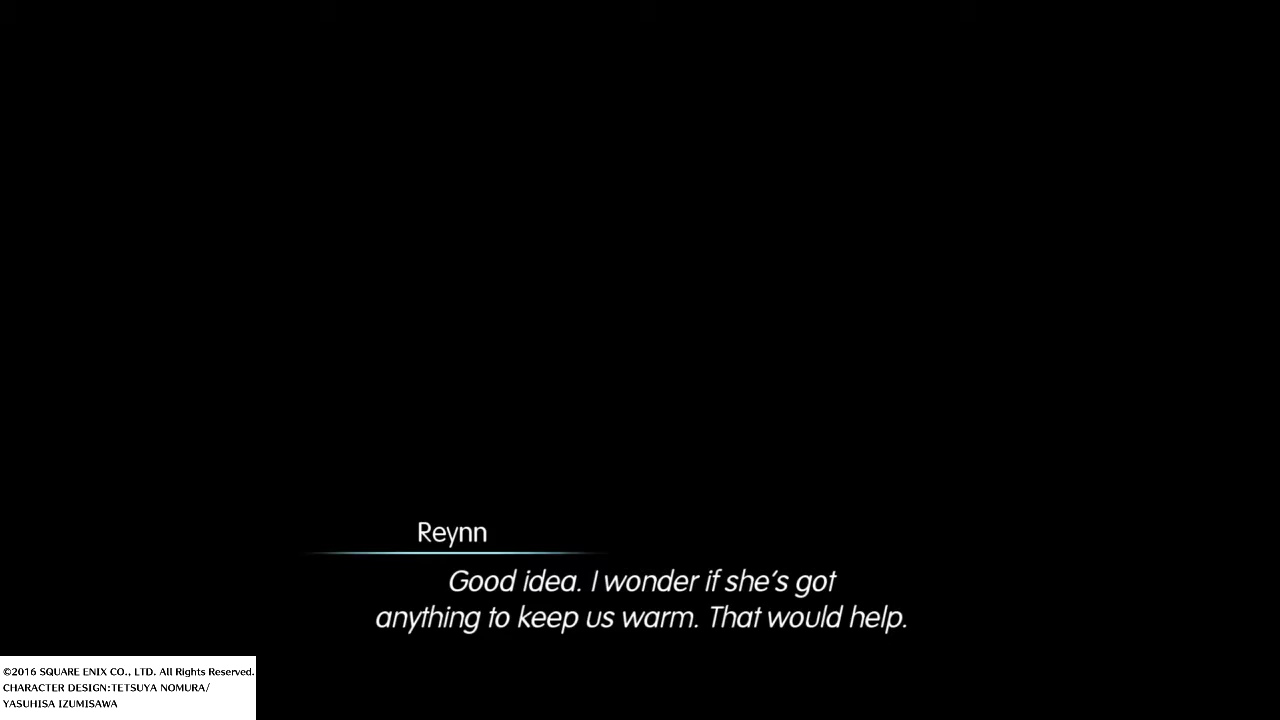 Reynn
Good idea. I wonder if she's got
anything to keep us warm. That would help.
©2016 SQUARE ENIX CO., LTD. All Rights Reserved.
CHARACTER DESIGN:TETSUYA NOMURA/
YASUHISA IZUMISAWA